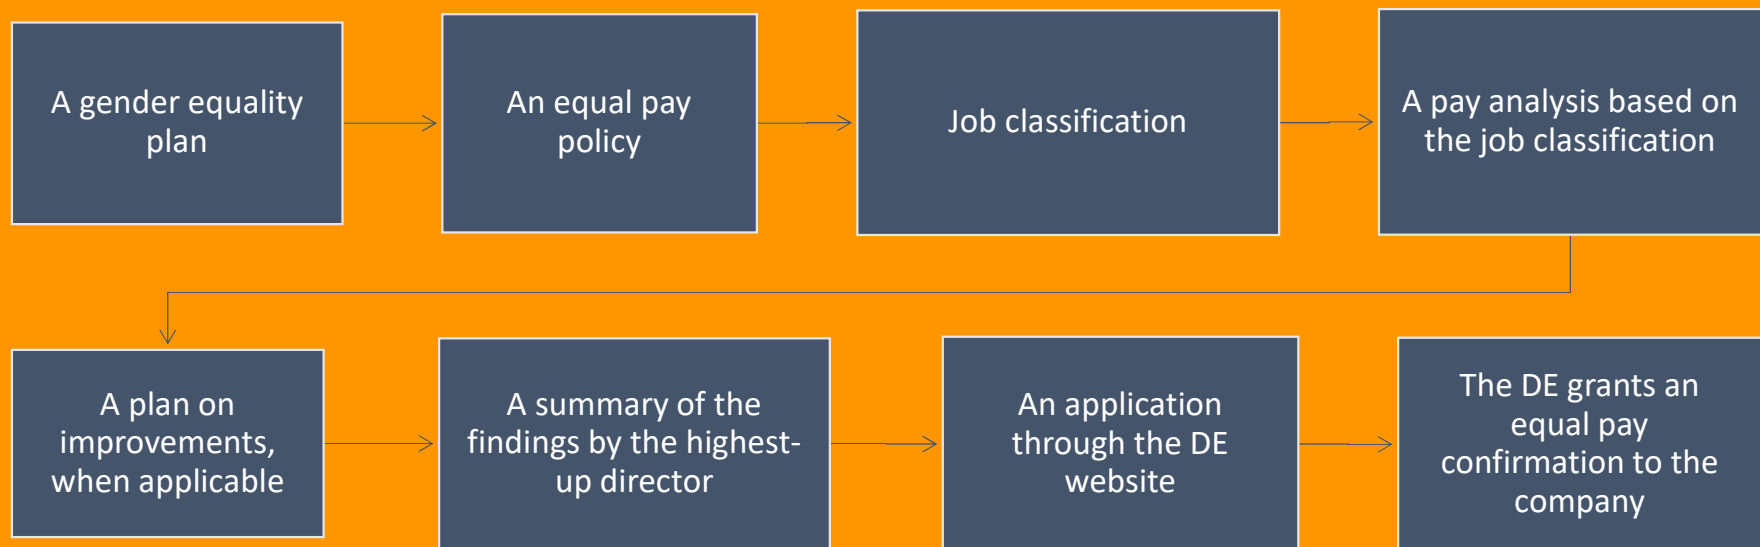 A gender equality
plan
An equal pay
policy
Job classification
A pay analysis based on
the job classification
A plan on
improvements,
when applicable
A summary of the
findings by the highest-
up director
An application
through the DE
website
The DE grants an
equal pay
confirmation to the
company